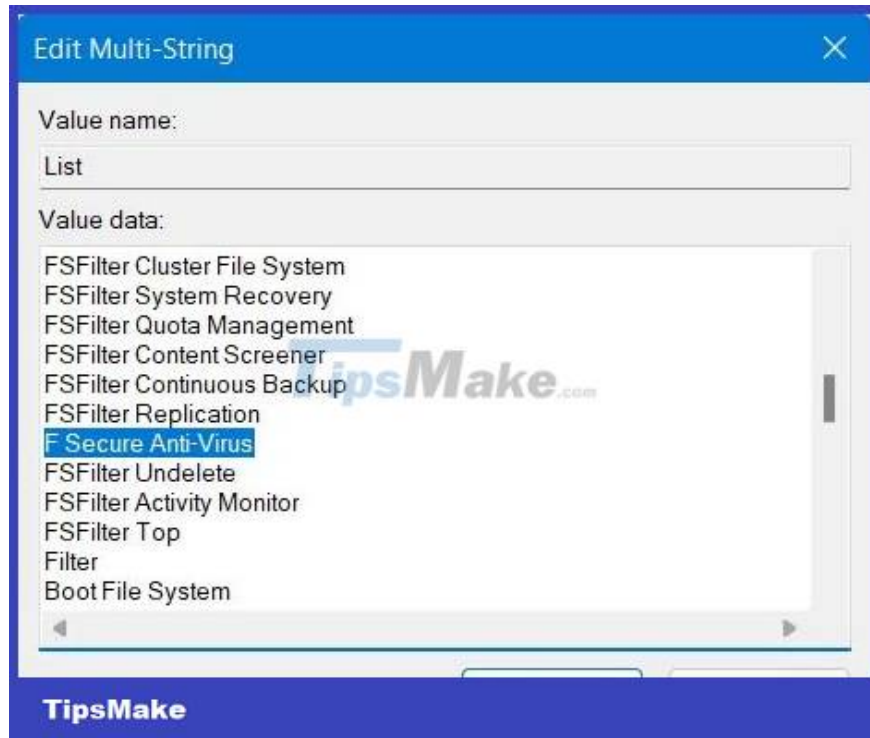 Edit Multi-String
Value name:
List
Value data:
FSFilter Cluster File System
FSFilter System Recovery
FSFilter Quota Management
FSFilter Content Screener
FSFilter Continuous Backup
FSFilter Replication
F Secure Anti-Virus
FSFilter Undelete
FSFilter Activity Monitor
FSFilter Top
Filter
Boot File System
TipsMake.com
TipsMake